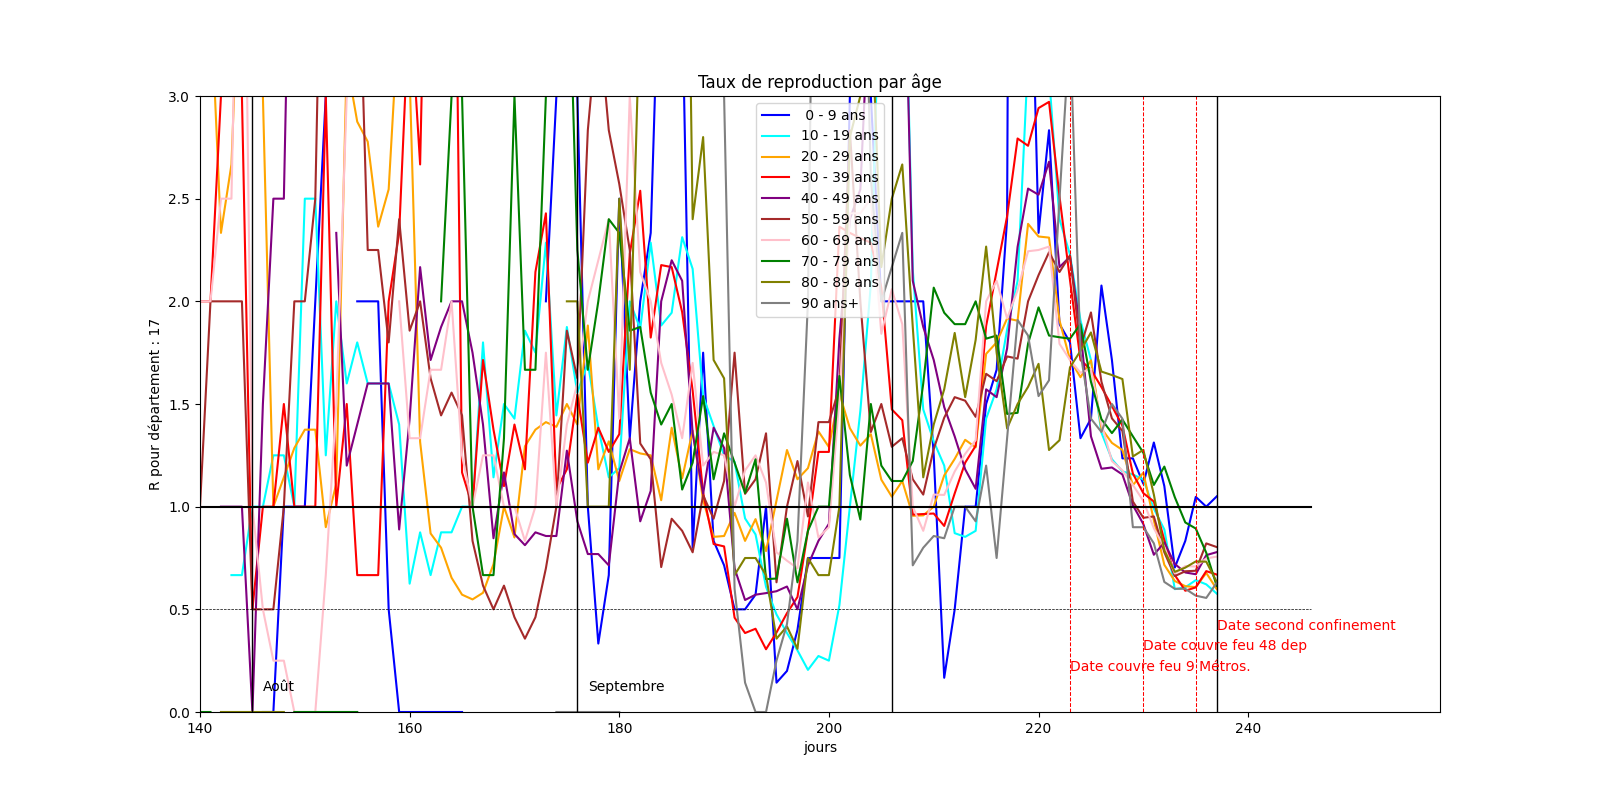 Taux de reproduction par âge
3.0
2.5
2.0
1.5
1.0
0.5
0.0
R pour département : 17
0 - 9 ans
10 - 19 ans
20 - 29 ans
30 - 39 ans
40 - 49 ans
50 - 59 ans
60 - 69 ans
70 - 79 ans
80 - 89 ans
90 ans+
Date second confinement
Date couvre feu 48 dep
Date couvre feu 9 Métros.
Août
Septembre
140
160
180
200
220
240
jours